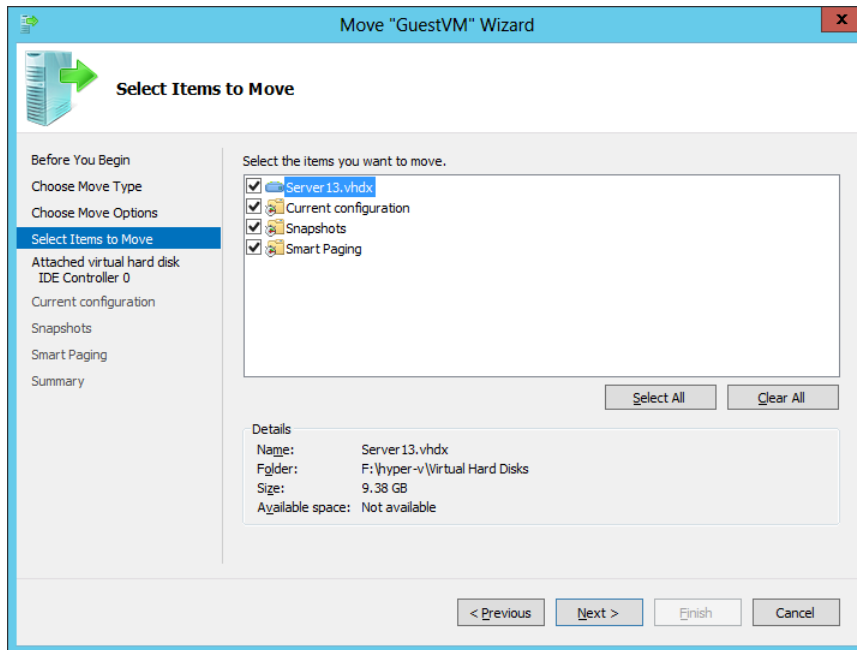 Move "GuestVM" Wizard
x
Select Items to Move
Before You Begin
Choose Move Type
Choose Move Options
Select Items to Move
Attached virtual hard disk
IDE Controller 0
Current configuration
Snapshots
Smart Paging
Summary
Select the items you want to move.
Server13.vhdx
Current configuration
Snapshots
Smart Paging
Select All
Clear All
Details
Name: Server13.vhdx
Folder: F:\hyper-v\Virtual Hard Disks
Size: 9.38 GB
Available space: Not available
< Previous
Next >
Finish
Cancel